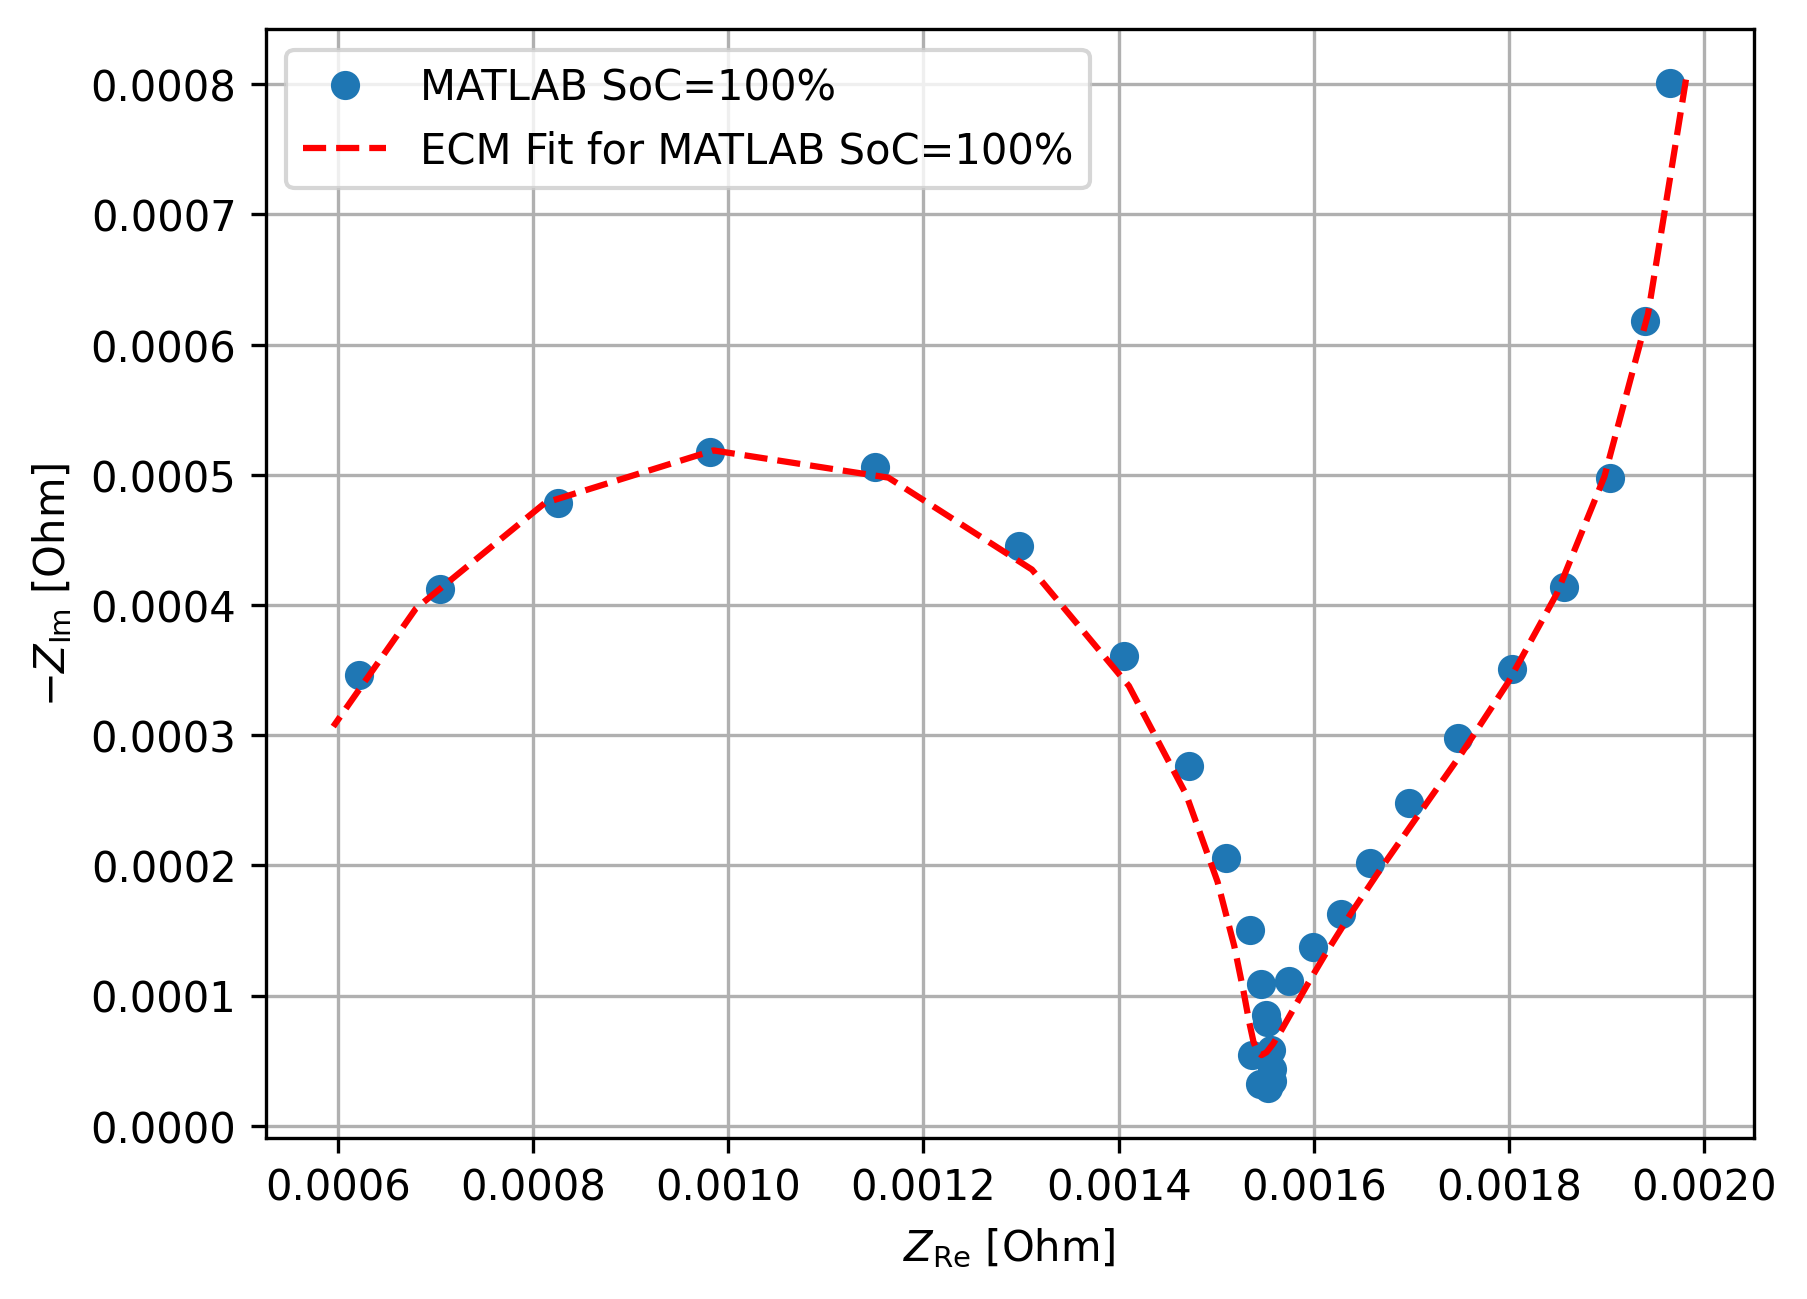 MATLAB SoC=100%
ECM Fit for MATLAB SoC=100%
0.0008
0.0007
0.0006
0.0005
0.0004
0.0003
0.0002
0.0001
0.0000
−Z_Im [Ohm]
0.0006 0.0008 0.0010 0.0012 0.0014 0.0016 0.0018 0.0020
Z_Re [Ohm]